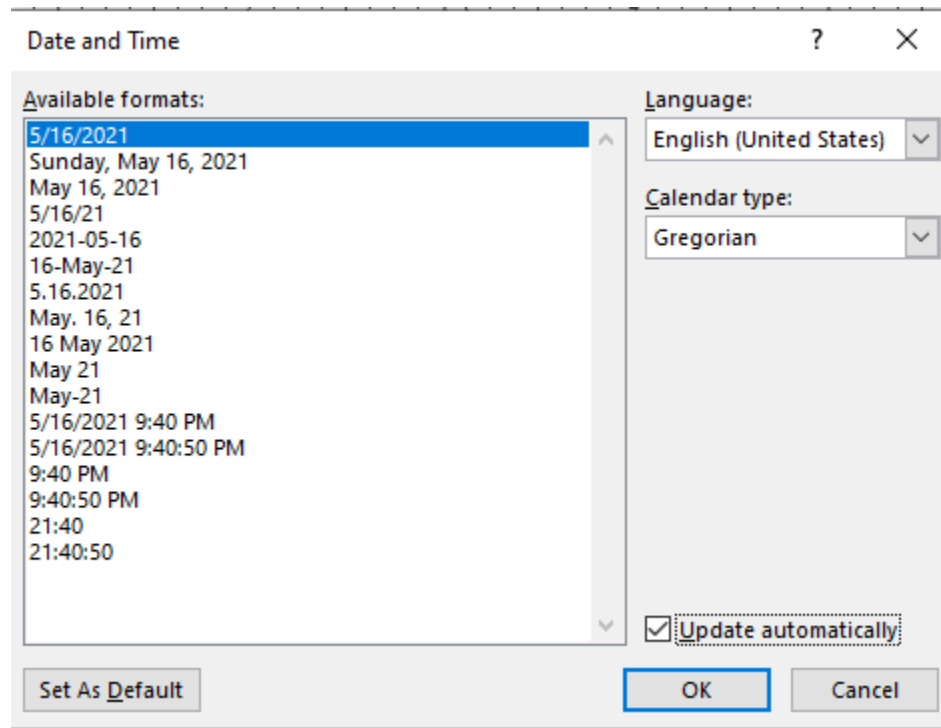 Date and Time
?
Available formats:
5/16/2021
Sunday, May 16, 2021
May 16, 2021
5/16/21
2021-05-16
16-May-21
5.16.2021
May. 16, 21
16 May 2021
May 21
May-21
5/16/2021 9:40 PM
5/16/2021 9:40:50 PM
9:40 PM
9:40:50 PM
21:40
21:40:50
Language:
English (United States)
Calendar type:
Gregorian
Update automatically
Set As Default
OK
Cancel